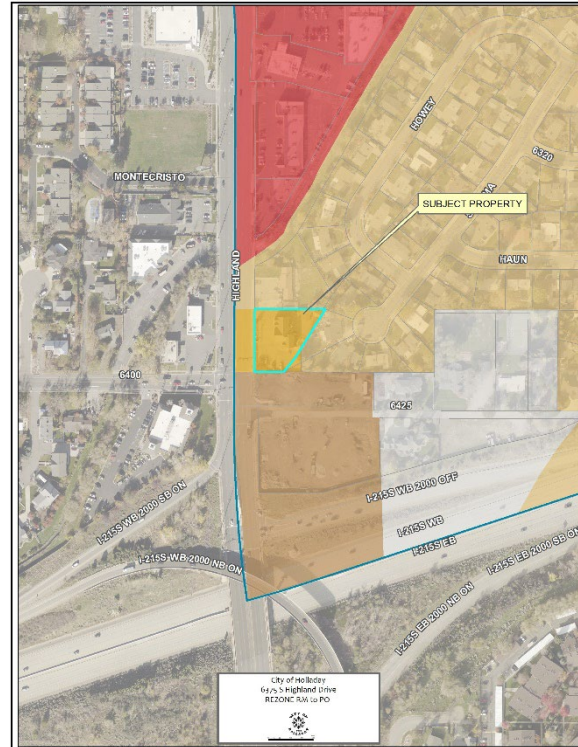 MONTECRISTO
HOWEY
6320
SUBJECT PROPERTY
YA
HAUN
HIGHLAND
6400
6425
I-215S WB 2000 OFF
I-215S WB 2000 SB ON
I-215S WB
I-215S EB
I-215S WB 2000 NB ON
I-215S EB 2000 SB ON
I-215S EB 2000 NB ON
City of Holladay
6375 S Highland Drive
REZONE RM to PO